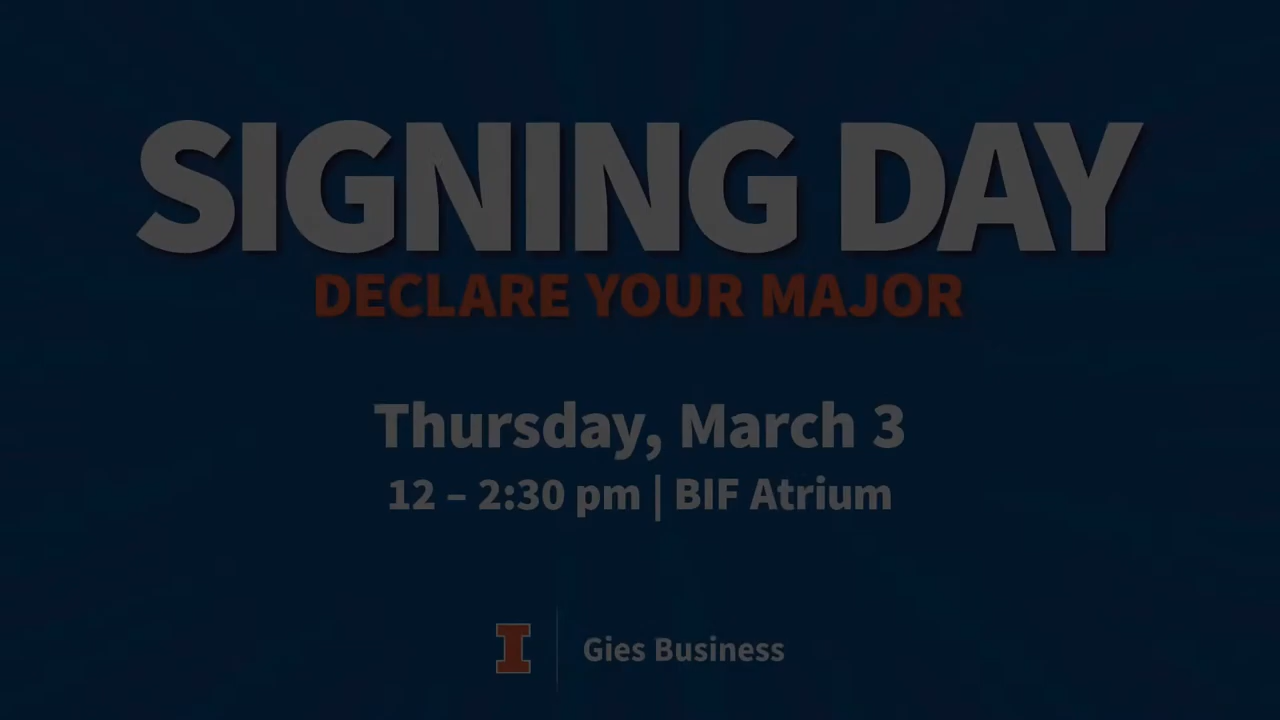 SIGNING DAY
DECLARE YOUR MAJOR
Thursday, March 3
12 – 2:30 pm | BIF Atrium
I | Gies Business